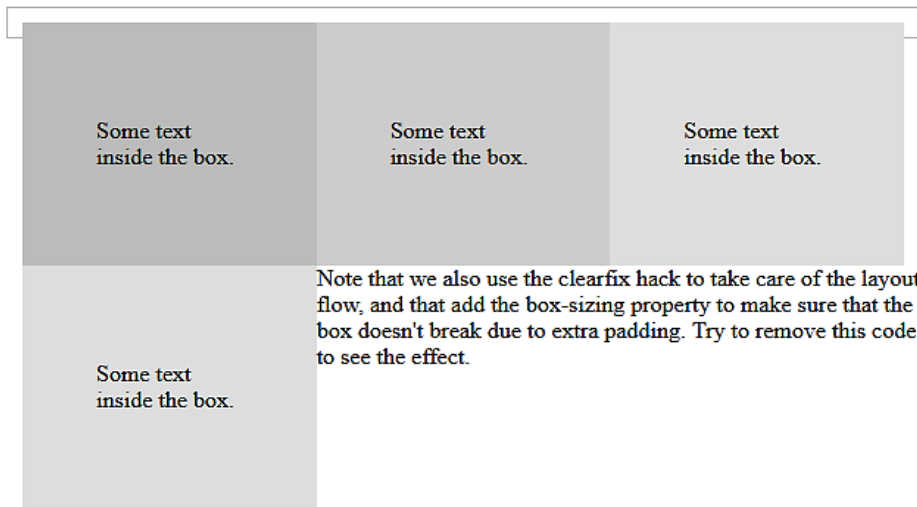 Some text
inside the box.
Some text
inside the box.
Some text
inside the box.
Note that we also use the clearfix hack to take care of the layout
flow, and that add the box-sizing property to make sure that the
box doesn't break due to extra padding. Try to remove this code
to see the effect.
Some text
inside the box.